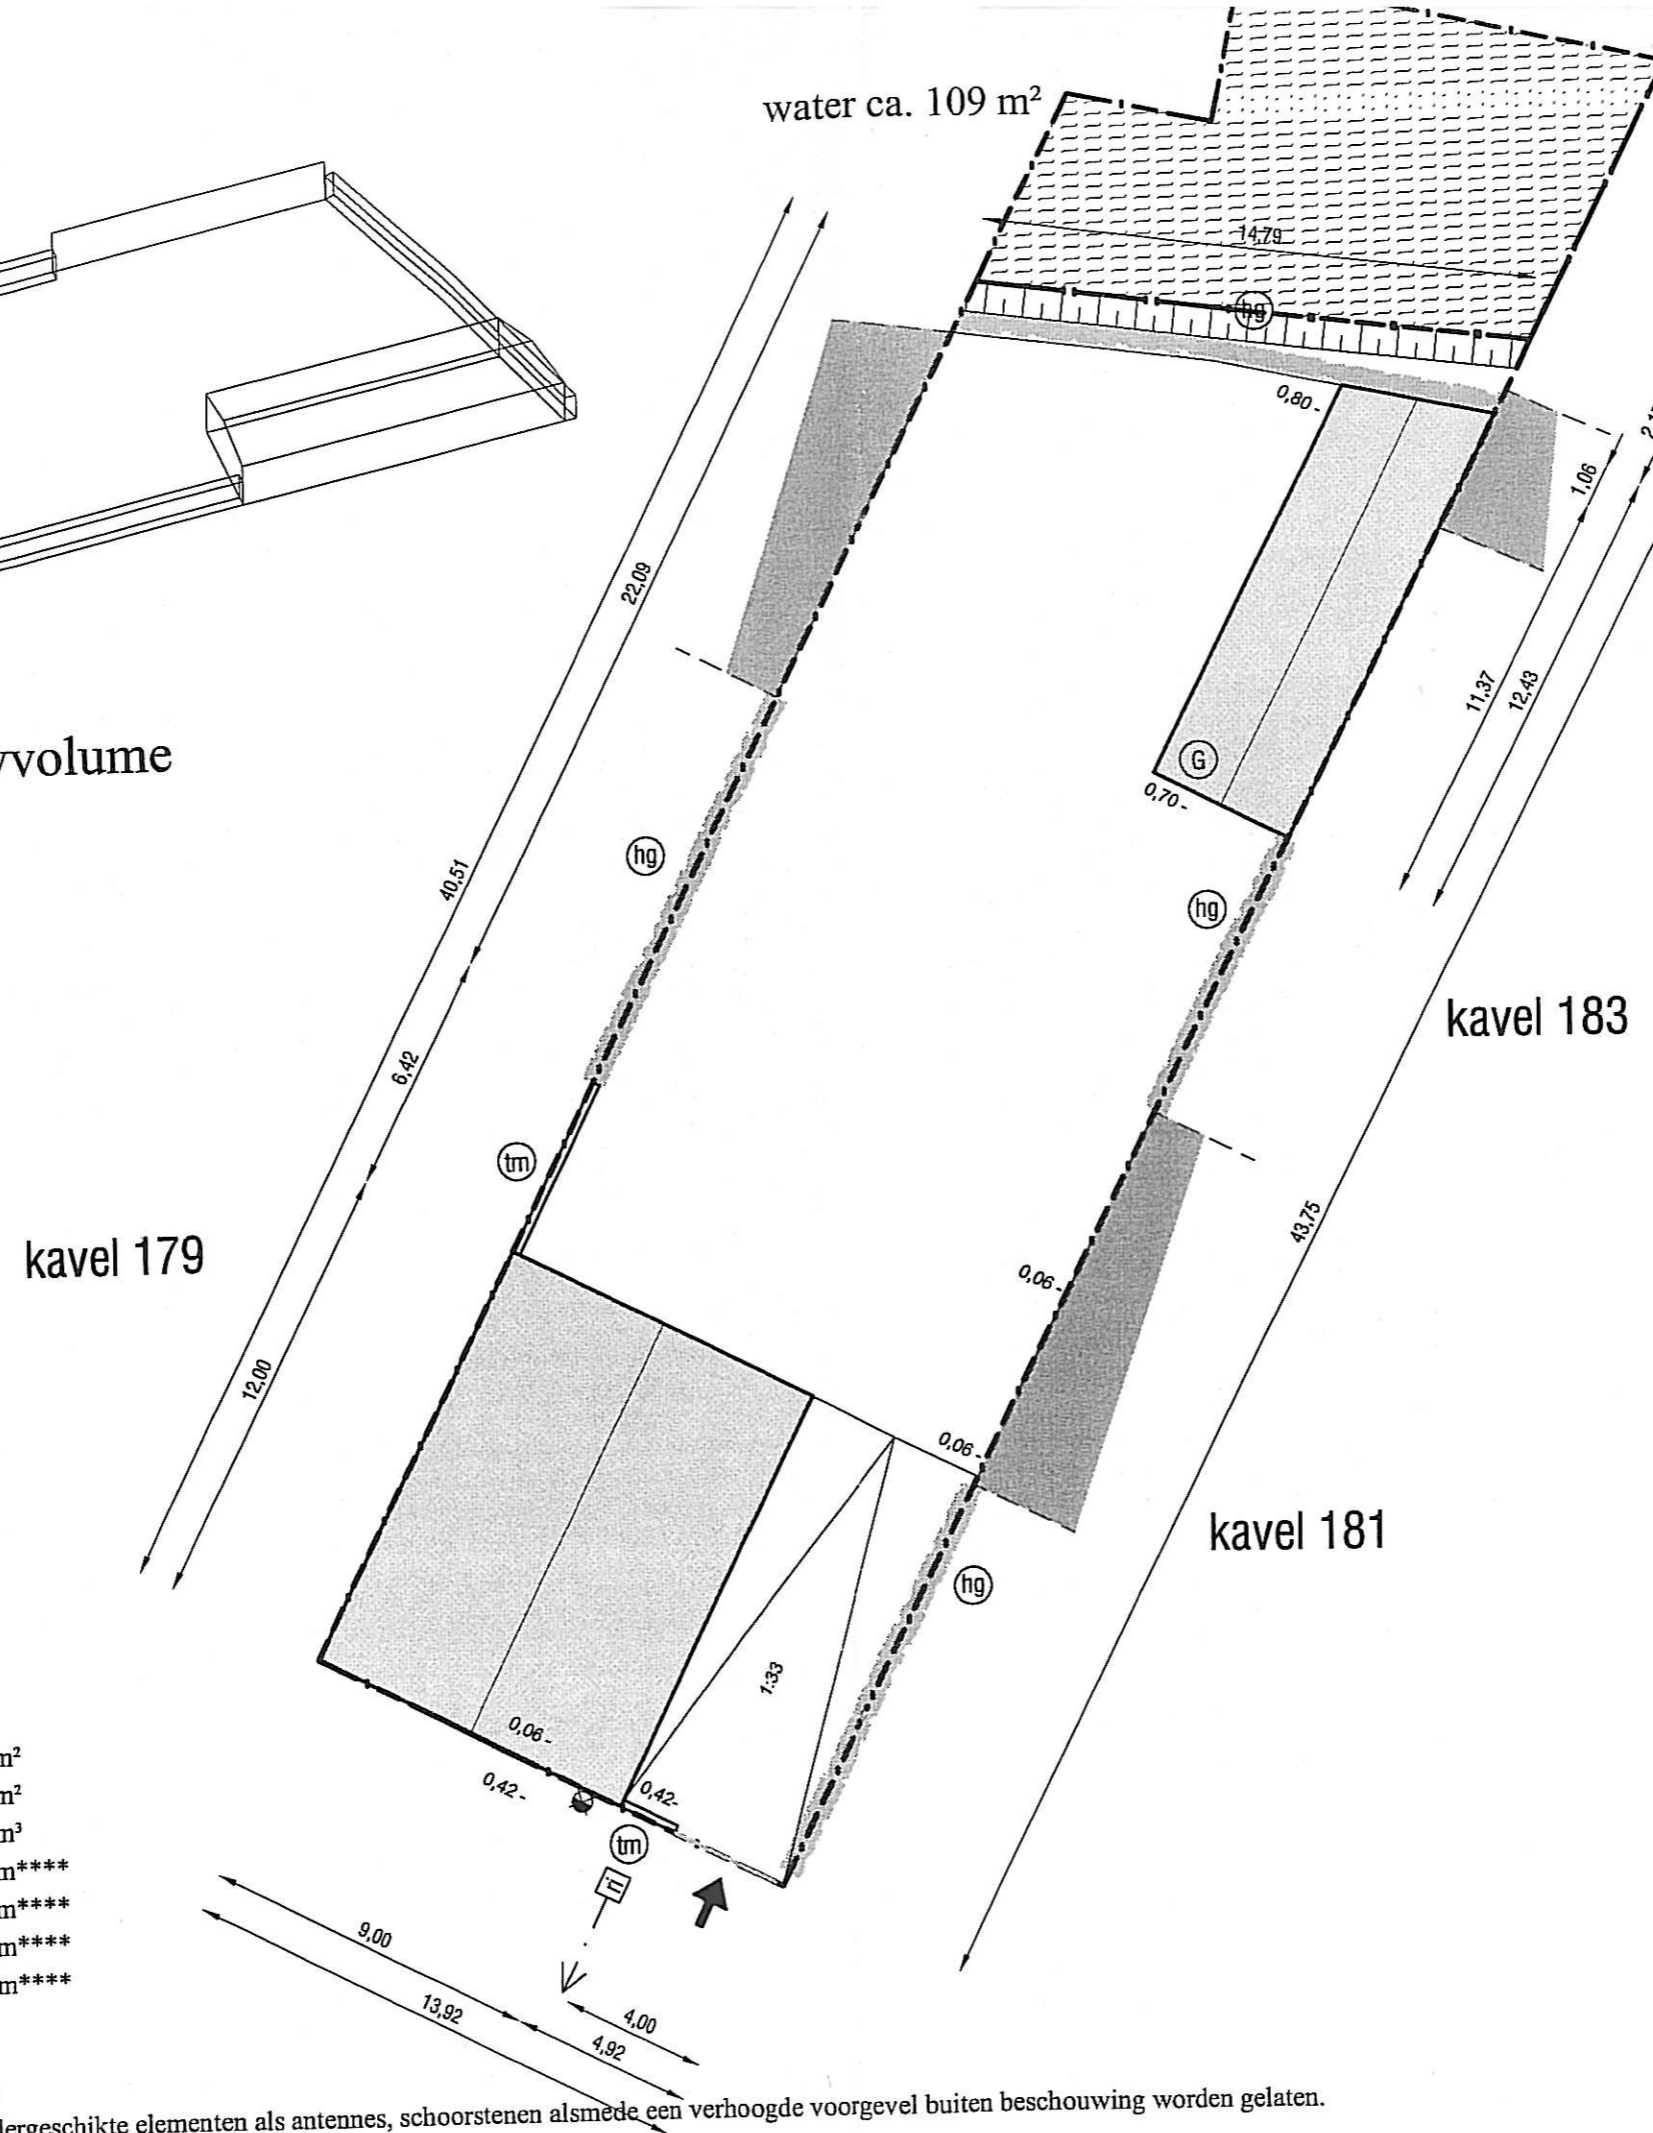 water ca. 109 m²
14,79
hg
0,80-
1,06
22,09
11,37
12,43
volume
G
0,70-
hg
40,51
hg
kavel 183
6,42
tm
43,75
kavel 179
0,06-
12,00
0,06-
kavel 181
hg
1:33
0,06-
m²
0,42-
0,42-
m²
m³
tm
m****
ri
m****
9,00
m****
m****
13,92
4,00
4,92
dergeschikte elementen als antennes, schoorstenen alsmede een verhoogde voorgevel buiten beschouwing worden gelaten.